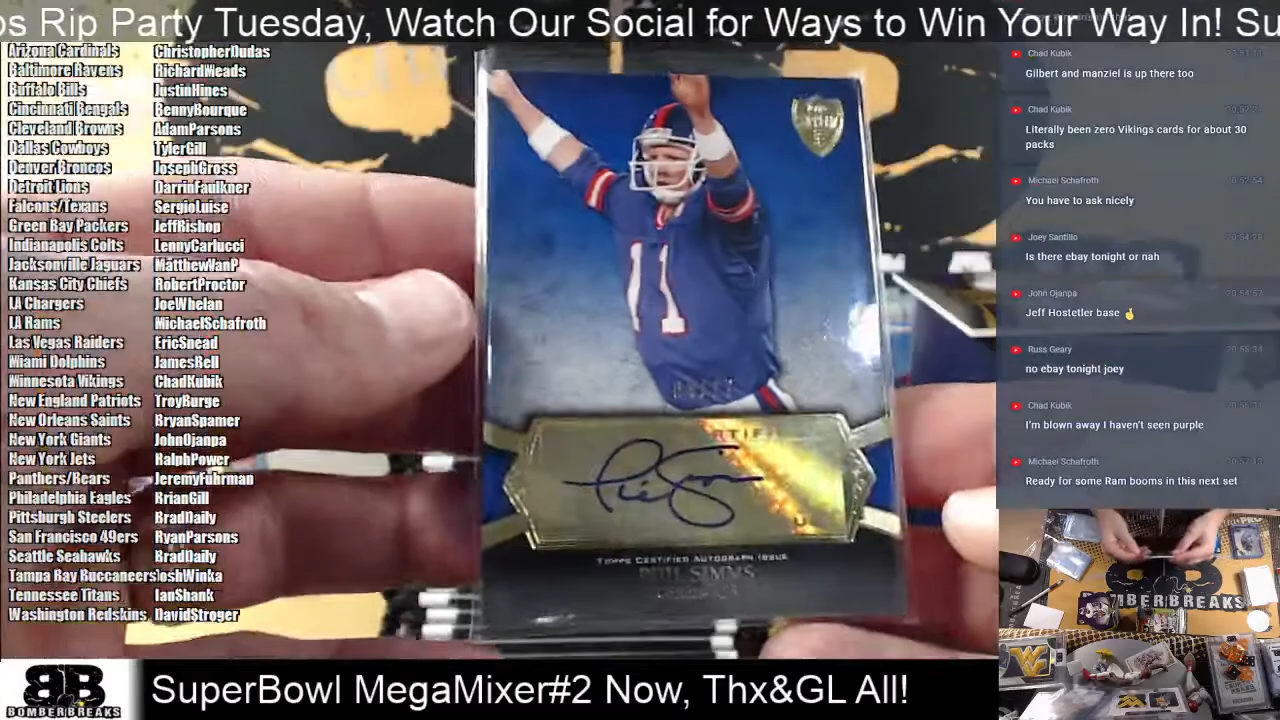 os Rip Party Tuesday, Watch Our Social for Ways to Win Your Way In! Su
Arizona Cardinals ChristopherDudas
Baltimore Ravens RichardMeads
Buffalo Bills JustinHines
Cincinnati Bengals BennyBourque
Cleveland Browns AdamParsons
Dallas Cowboys TylerGill
Denver Broncos JosephGross
Detroit Lions DarrinFaulkner
Falcons/Texans SergioLuise
Green Bay Packers JeffBishop
Indianapolis Colts LennyCarlucci
Jacksonville Jaguars MatthewVanP
Kansas City Chiefs RobertProctor
LA Chargers JoeWhelan
LA Rams MichaelSchafroth
Las Vegas Raiders EricSnead
Miami Dolphins JamesBell
Minnesota Vikings ChadKubik
New England Patriots TroyBurge
New Orleans Saints BryanSpamer
New York Giants JohnOjanpa
New York Jets RalphPower
Panthers/Bears JeremyFuhrman
Philadelphia Eagles BrianGill
Pittsburgh Steelers BradDaily
San Francisco 49ers RyanParsons
Seattle Seahawks BradDaily
Tampa Bay Buccaneers JoshWinka
Tennessee Titans IanShank
Washington Redskins DavidStroger
11
TOPPS CERTIFIED AUTOGRAPH ISSUE
PHIL SIMMS
Chad Kubik
Gilbert and manziel is up there too
Chad Kubik
Literally been zero Vikings cards for about 30
packs
Michael Schafroth
You have to ask nicely
Joey Santillo
Is there ebay tonight or nah
John Ojanpa
Jeff Hostetler base
Russ Geary
no ebay tonight joey
Chad Kubik
I'm blown away I haven't seen purple
Michael Schafroth
Ready for some Ram booms in this next set
BOMBERBREAKS
BB
BOMBERBREAKS
SuperBowl MegaMixer#2 Now, Thx&GL All!